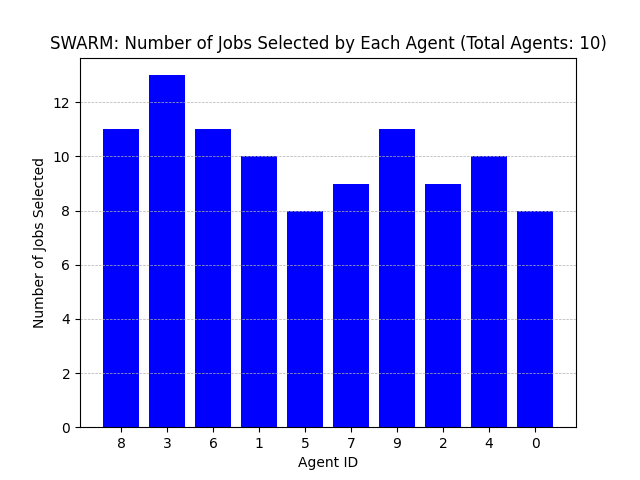 SWARM: Number of Jobs Selected by Each Agent (Total Agents: 10)
Number of Jobs Selected
12
10
8
6
4
2
0
8 3 6 1 5 7 9 2 4 0
Agent ID